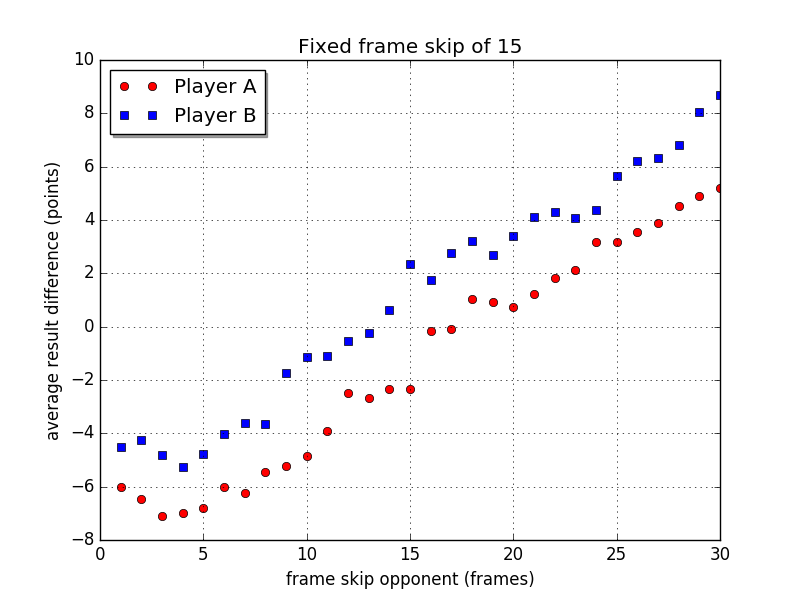 Fixed frame skip of 15
Player A
Player B
average result difference (points)
10
8
6
4
2
0
−2
−4
−6
−8
0 5 10 15 20 25 30
frame skip opponent (frames)